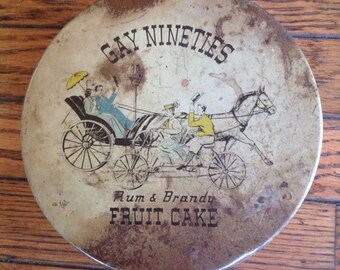 GAY NINETIES
Rum & Brandy
FRUIT CAKE